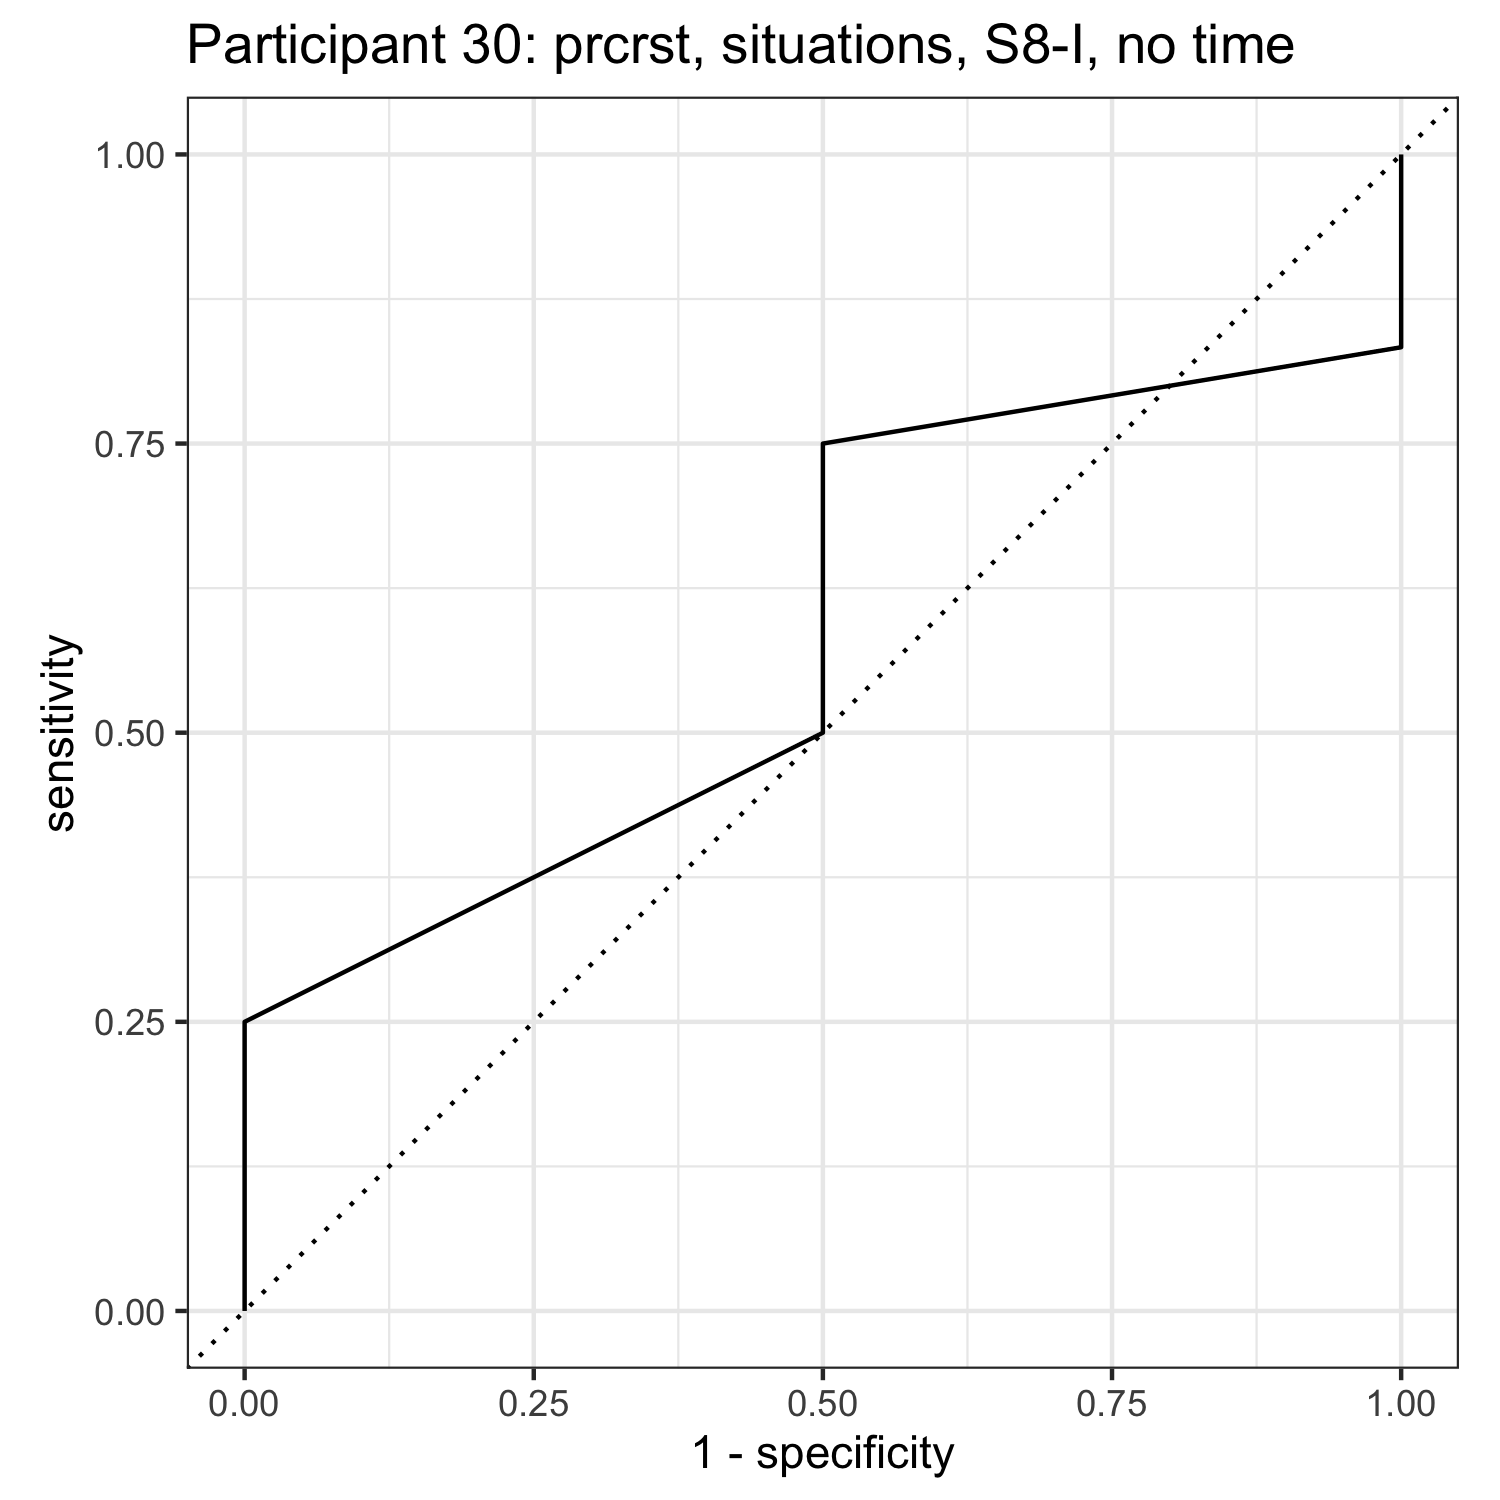 Participant 30: prcrst, situations, S8-I, no time
1.00
0.75
0.50
0.25
0.00
sensitivity
0.00 0.25 0.50 0.75 1.00
1 - specificity